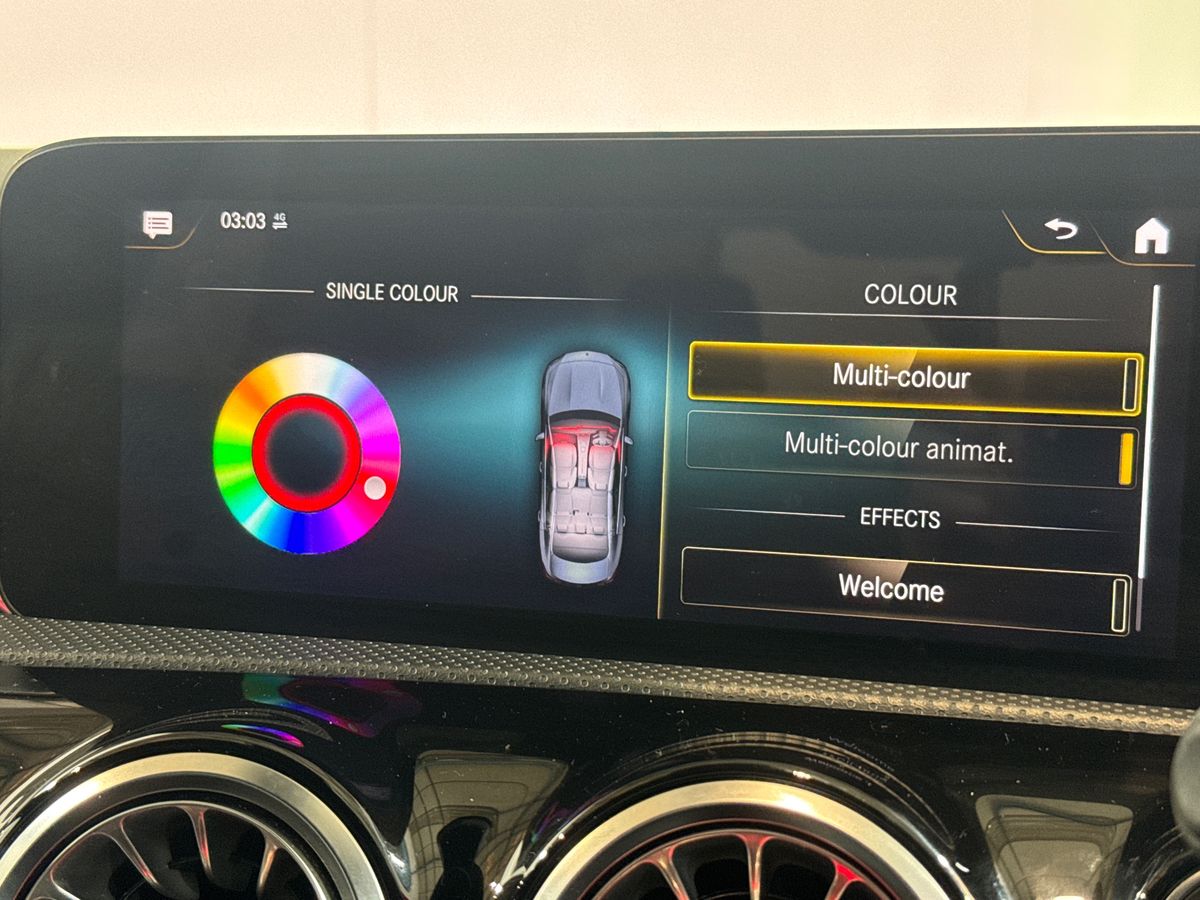 03:03 4G
SINGLE COLOUR
COLOUR
Multi-colour
Multi-colour animat.
EFFECTS
Welcome